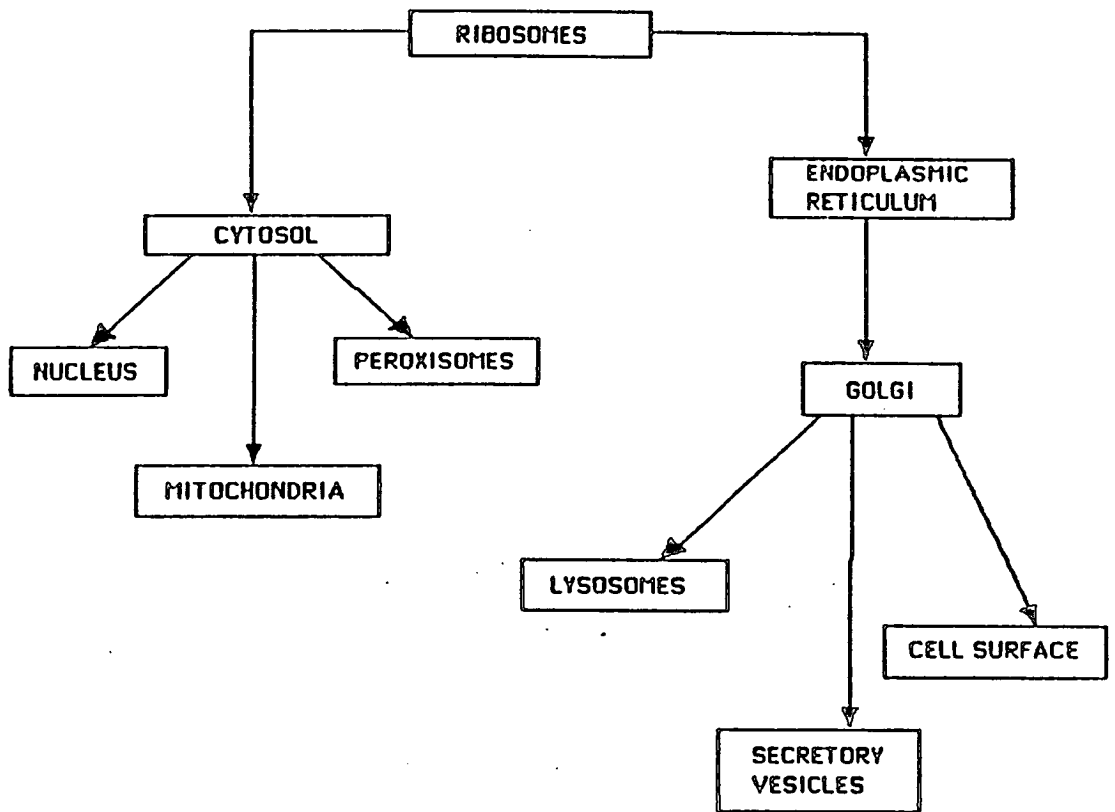 RIBOSOMES
ENDOPLASMIC
RETICULUM
CYTOSOL
NUCLEUS
PEROXISOMES
GOLGI
MITOCHONDRIA
LYSOSOMES
CELL SURFACE
SECRETORY
VESICLES